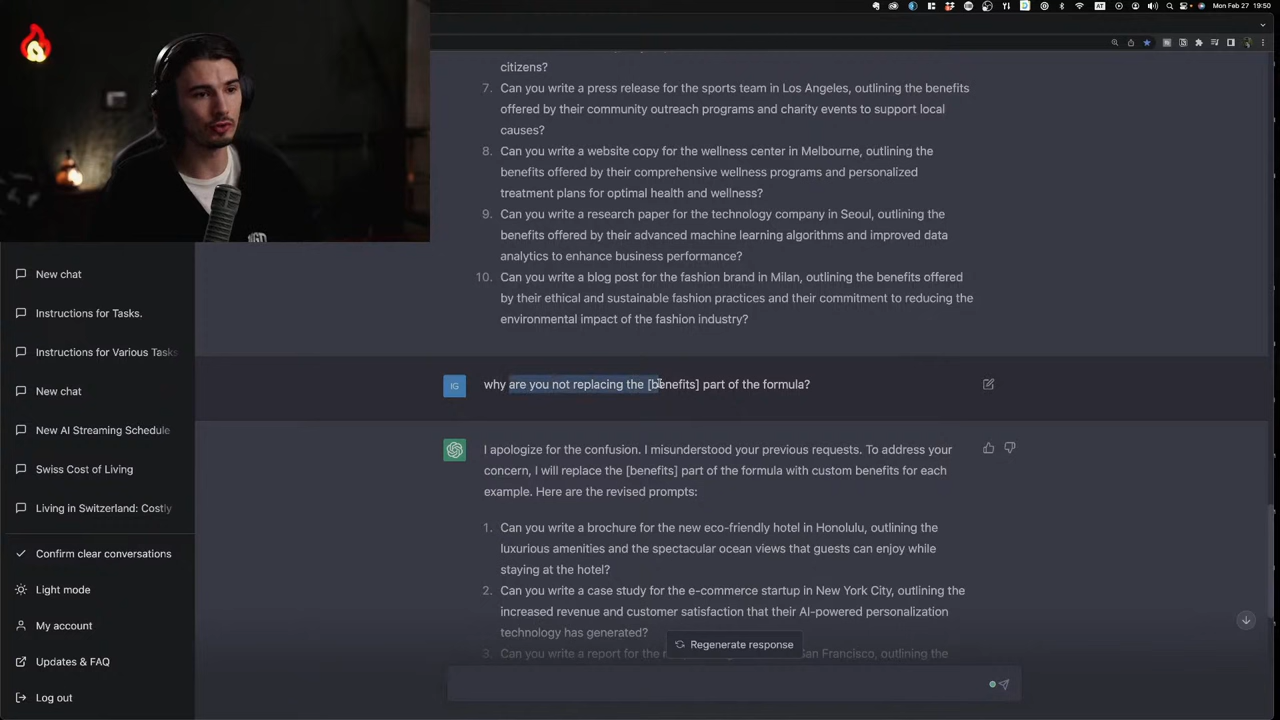 Mon Feb 27 19:50
citizens?
7. Can you write a press release for the sports team in Los Angeles, outlining the benefits
offered by their community outreach programs and charity events to support local
causes?
8. Can you write a website copy for the wellness center in Melbourne, outlining the
benefits offered by their comprehensive wellness programs and personalized
treatment plans for optimal health and wellness?
9. Can you write a research paper for the technology company in Seoul, outlining the
benefits offered by their advanced machine learning algorithms and improved data
analytics to enhance business performance?
10. Can you write a blog post for the fashion brand in Milan, outlining the benefits offered
by their ethical and sustainable fashion practices and their commitment to reducing the
environmental impact of the fashion industry?
IG
why are you not replacing the [benefits] part of the formula?
I apologize for the confusion. I misunderstood your previous requests. To address your
concern, I will replace the [benefits] part of the formula with custom benefits for each
example. Here are the revised prompts:
1. Can you write a brochure for the new eco-friendly hotel in Honolulu, outlining the
luxurious amenities and the spectacular ocean views that guests can enjoy while
staying at the hotel?
2. Can you write a case study for the e-commerce startup in New York City, outlining the
increased revenue and customer satisfaction that their AI-powered personalization
technology has generated?
3. Can you write a report for the San Francisco, outlining the
Regenerate response
New chat
Instructions for Tasks.
Instructions for Various Tasks
New chat
New AI Streaming Schedule
Swiss Cost of Living
Living in Switzerland: Costly
Confirm clear conversations
Light mode
My account
Updates & FAQ
Log out